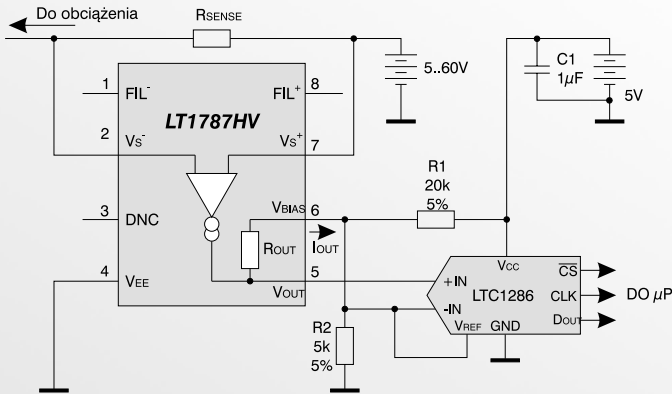 Do obciążenia
RSENSE
1
FIL-
FIL+
8
5..60V
C1
1µF
5V
LT1787HV
2
VS-
VS+
7
R1
20k
5%
3
DNC
VBIAS
6
ROUT
IOUT
4
VEE
VOUT
5
VCC
+IN
-IN
LTC1286
CS
CLK
DOUT
DO µP
VREF
GND
R2
5k
5%